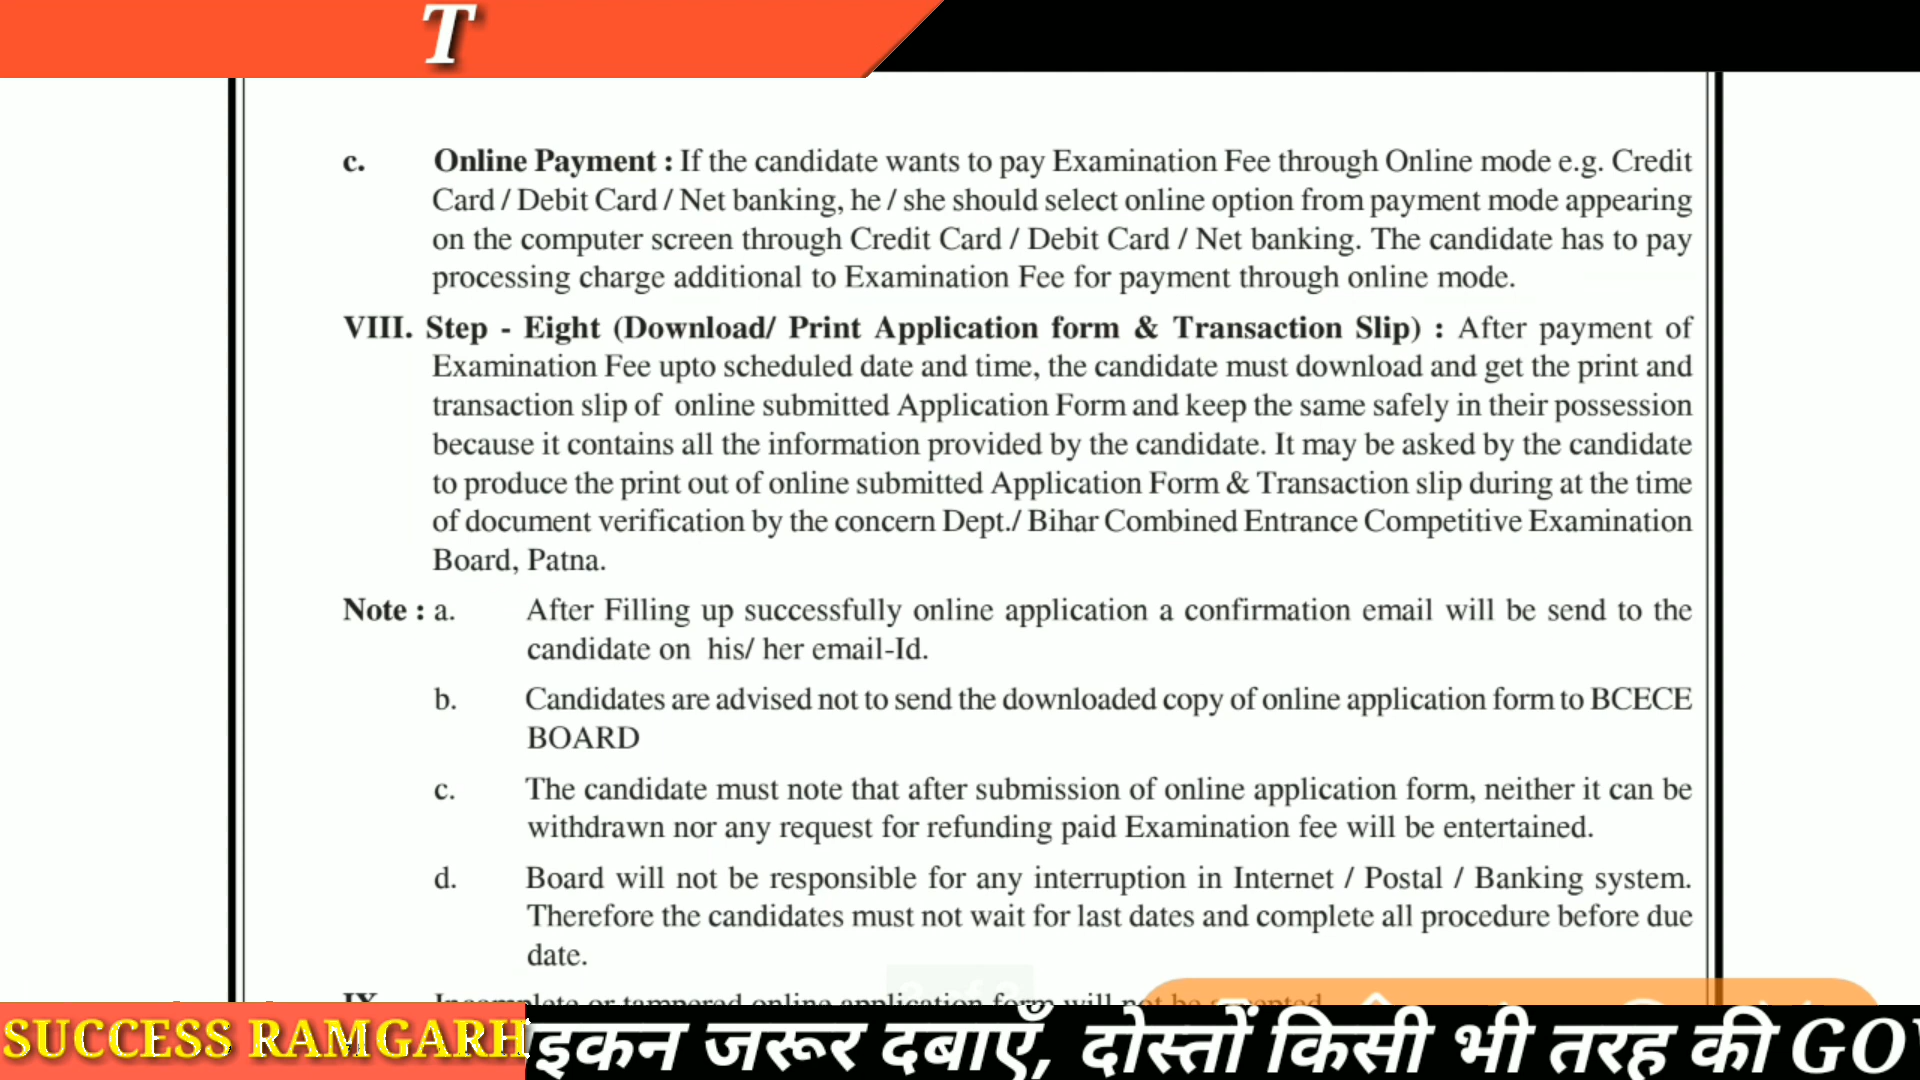 T
c. Online Payment : If the candidate wants to pay Examination Fee through Online mode e.g. Credit
Card / Debit Card / Net banking, he / she should select online option from payment mode appearing
on the computer screen through Credit Card / Debit Card / Net banking. The candidate has to pay
processing charge additional to Examination Fee for payment through online mode.
VIII. Step - Eight (Download/ Print Application form & Transaction Slip) : After payment of
Examination Fee upto scheduled date and time, the candidate must download and get the print and
transaction slip of online submitted Application Form and keep the same safely in their possession
because it contains all the information provided by the candidate. It may be asked by the candidate
to produce the print out of online submitted Application Form & Transaction slip during at the time
of document verification by the concern Dept./ Bihar Combined Entrance Competitive Examination
Board, Patna.
Note : a. After Filling up successfully online application a confirmation email will be send to the
candidate on his/ her email-Id.
b. Candidates are advised not to send the downloaded copy of online application form to BCECE
BOARD
c. The candidate must note that after submission of online application form, neither it can be
withdrawn nor any request for refunding paid Examination fee will be entertained.
d. Board will not be responsible for any interruption in Internet / Postal / Banking system.
Therefore the candidates must not wait for last dates and complete all procedure before due
date.
IX. Incomplete or tampered online application form will not be
SUCCESS RAMGARH
इकन जरूर दबाएँ, दोस्तों किसी भी तरह की GO